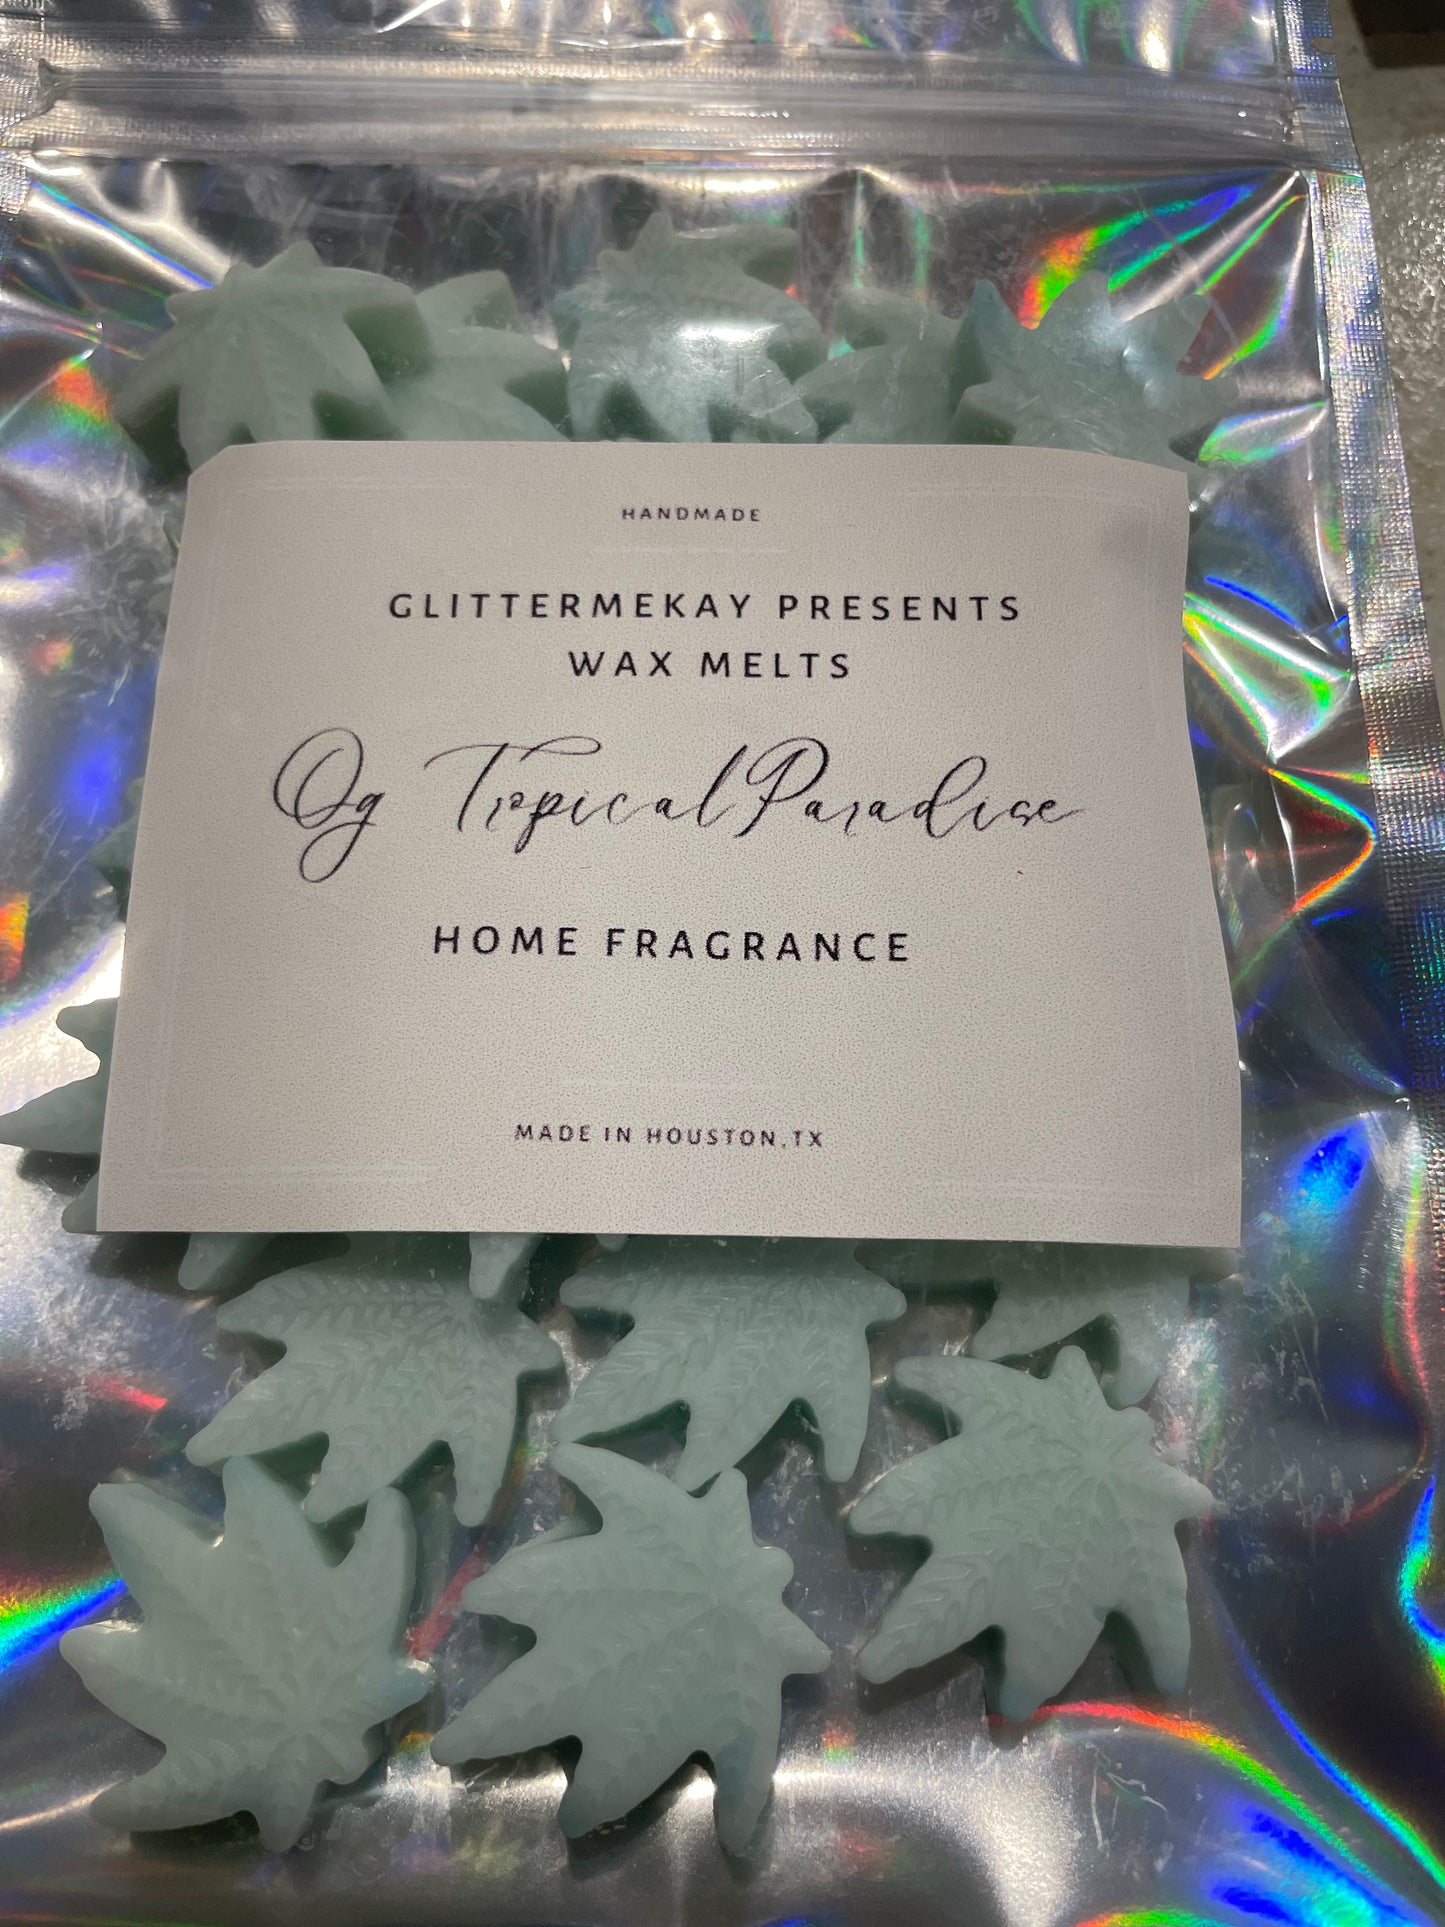 HANDMADE
GLITTERMEKAY PRESENTS
WAX MELTS
Og Tropical Paradise
HOME FRAGRANCE
MADE IN HOUSTON,TX